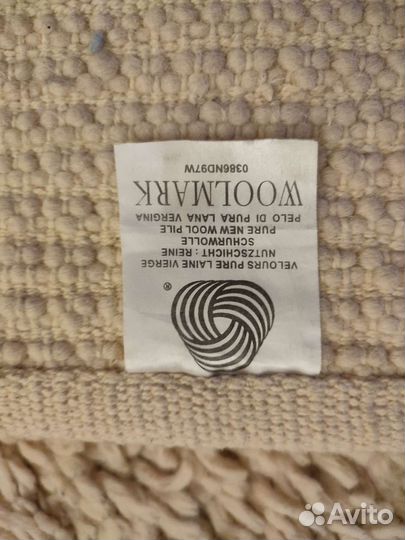 ®
VELOURS PURE LAINE VIERGE
NUTZSCHICHT : REINE
SCHURWOLLE
PURE NEW WOOL PILE
PELO DI PURA LANA VERGINA
WOOLMARK
0386ND97W
Avito